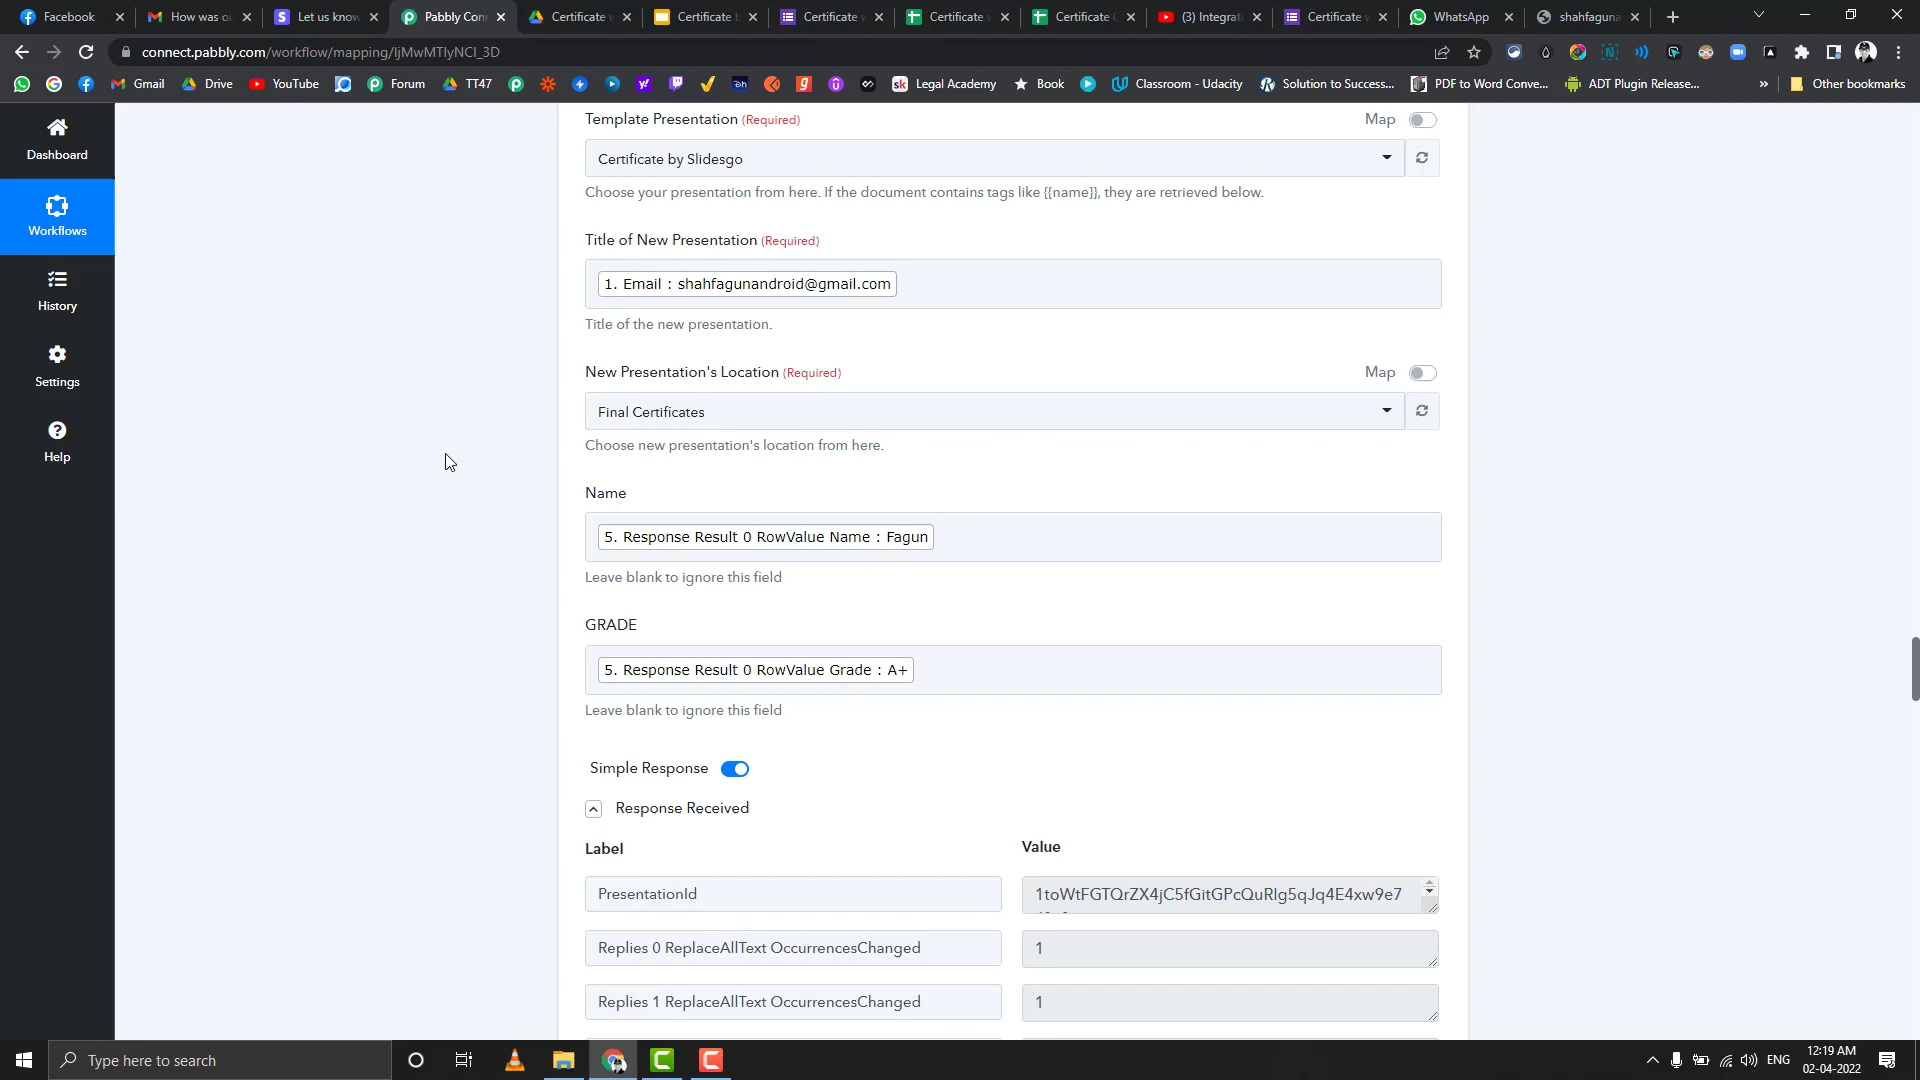 Facebook
How was ou
Let us know
Pabbly Con
Certificate w
Certificate b
Certificate w
Certificate w
Certificate C
(3) Integrat
Certificate w
WhatsApp
shahfaguna
connect.pabbly.com/workflow/mapping/IjMwMTIyNCI_3D
Gmail
Drive
YouTube
Forum
TT47
Legal Academy
Book
Classroom - Udacity
Solution to Success...
PDF to Word Conve...
ADT Plugin Release...
»
Other bookmarks
Dashboard
Workflows
History
Settings
Help
Template Presentation (Required)
Map
Certificate by Slidesgo
Choose your presentation from here. If the document contains tags like {{name}}, they are retrieved below.
Title of New Presentation (Required)
1. Email : shahfagunandroid@gmail.com
Title of the new presentation.
New Presentation's Location (Required)
Map
Final Certificates
Choose new presentation's location from here.
Name
5. Response Result 0 RowValue Name : Fagun
Leave blank to ignore this field
GRADE
5. Response Result 0 RowValue Grade : A+
Leave blank to ignore this field
Simple Response
Response Received
Label
Value
PresentationId
1toWtFGTQrZX4jC5fGitGPcQuRlg5qJq4E4xw9e7
Replies 0 ReplaceAllText OccurrencesChanged
1
Replies 1 ReplaceAllText OccurrencesChanged
1
Type here to search
ENG
12:19 AM
02-04-2022